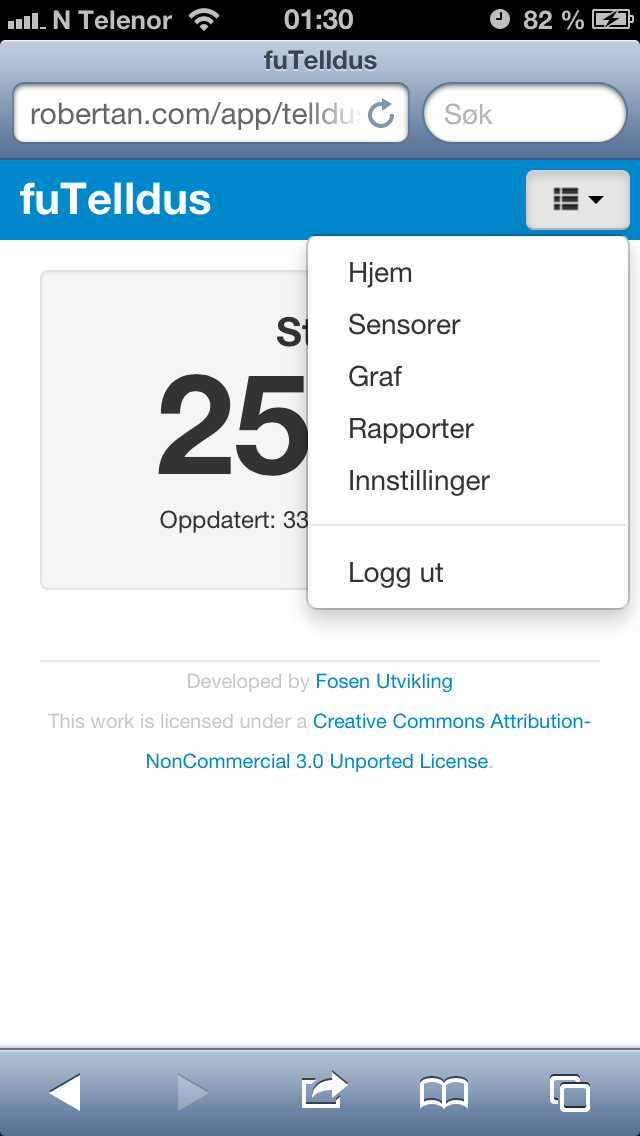 N Telenor 01:30 82 %
fuTelldus
robertan.com/app/telldus
Søk
fuTelldus
Hjem
Sensorer
Graf
Rapporter
Innstillinger
Logg ut
25
Oppdatert: 33
Developed by Fosen Utvikling
This work is licensed under a Creative Commons Attribution-
NonCommercial 3.0 Unported License.